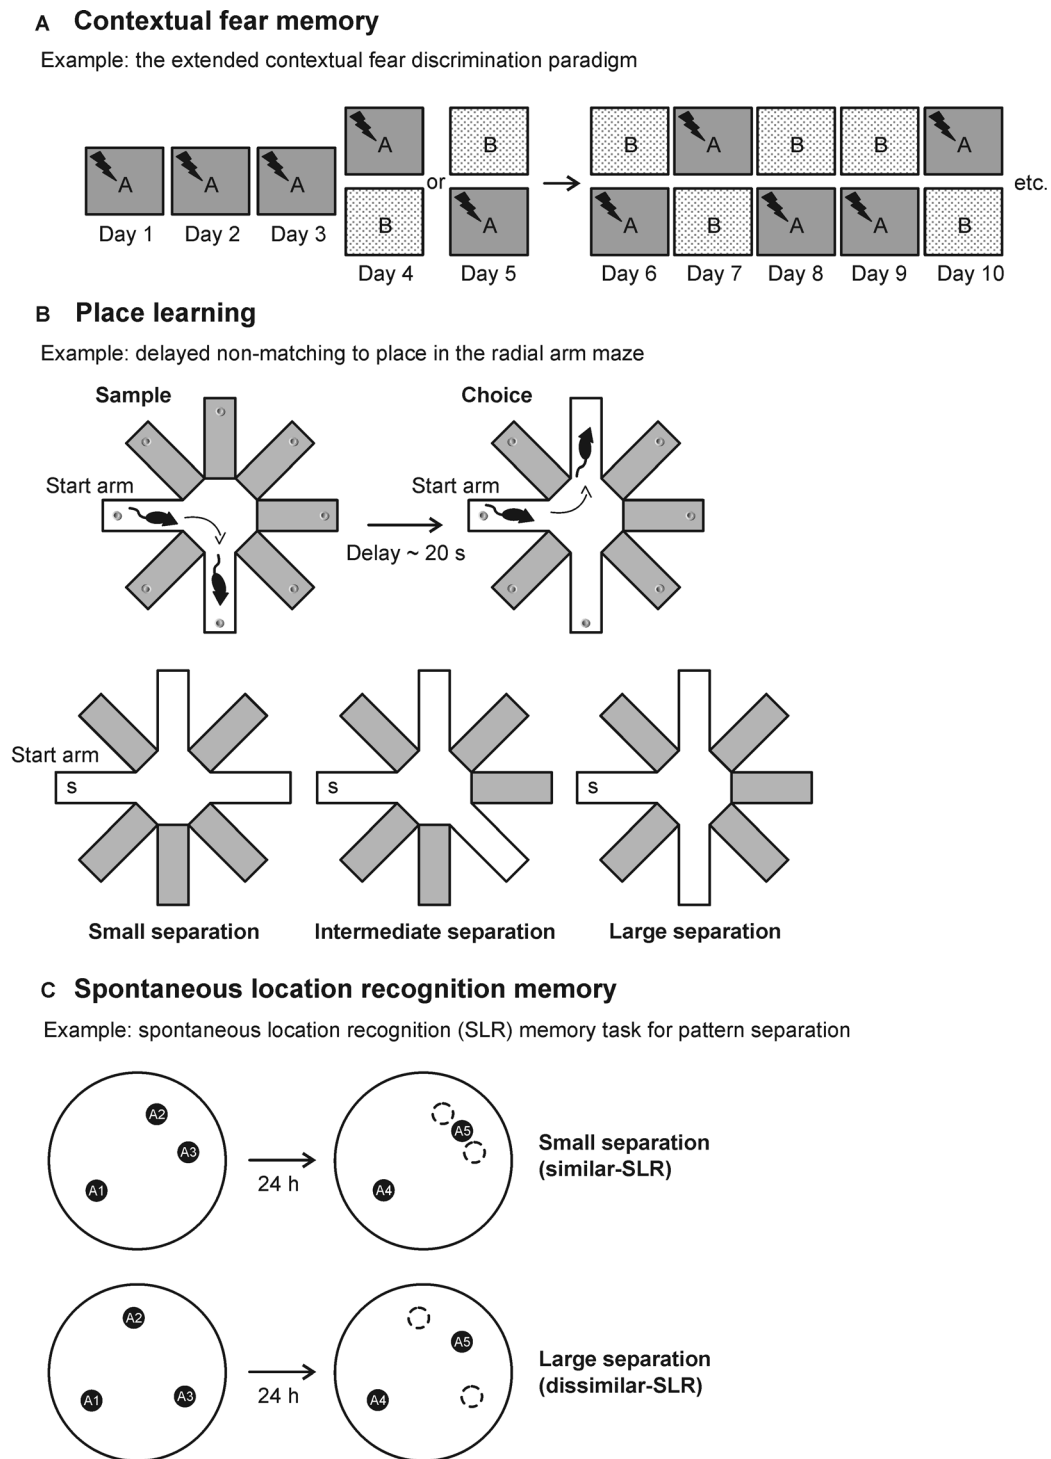 A Contextual fear memory
Example: the extended contextual fear discrimination paradigm
A B B A B B A
A A A or etc.
Day 1 Day 2 Day 3 B A A B A A B
Day 4 Day 5 Day 6 Day 7 Day 8 Day 9 Day 10
B Place learning
Example: delayed non-matching to place in the radial arm maze
Sample Choice
Start arm Start arm
Delay ~ 20 s
Start arm
s s s
Small separation Intermediate separation Large separation
C Spontaneous location recognition memory
Example: spontaneous location recognition (SLR) memory task for pattern separation
A2
A5
A3
Small separation
(similar-SLR)
24 h
A1 A4
A2
A5
Large separation
(dissimilar-SLR)
24 h
A1 A3 A4